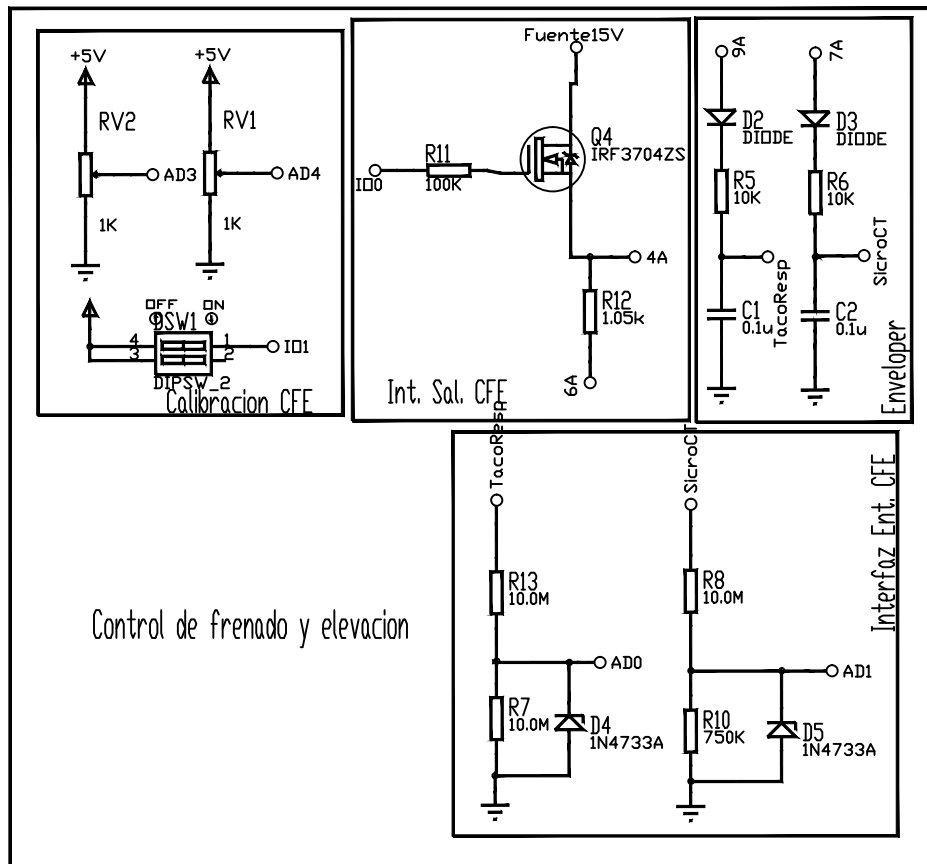 +5V
RV2
AD3
1K
+5V
RV1
AD4
1K
OFF ON
DSW1
4
3
1
2
IO1
DIPSW_2
Calibracion CFE
Fuente15V
Q4
IRF3704ZS
R11
100K
IO0
4A
R12
1.05k
6A
Int. Sal. CFE
9A
D2
DIODE
R5
10K
TacoResp
C1
0.1u
7A
D3
DIODE
R6
10K
SicroCT
C2
0.1u
Enveloper
TacoResp
R13
10.0M
AD0
R7
10.0M
D4
1N4733A
SicroCT
R8
10.0M
AD1
R10
750K
D5
1N4733A
Interfaz Ent. CFE
Control de frenado y elevacion